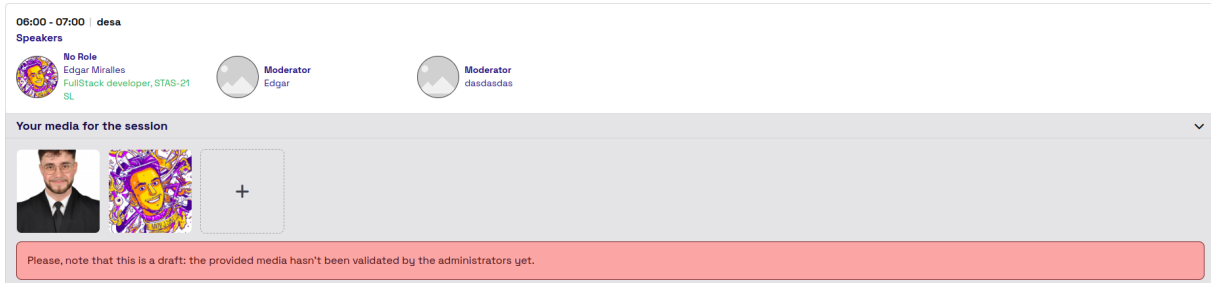 06:00 - 07:00 | desa
Speakers
No Role
Edgar Miralles
FullStack developer, STAS-21
SL
Moderator
Edgar
Moderator
dasdasdas
Your media for the session
+
Please, note that this is a draft: the provided media hasn't been validated by the administrators yet.